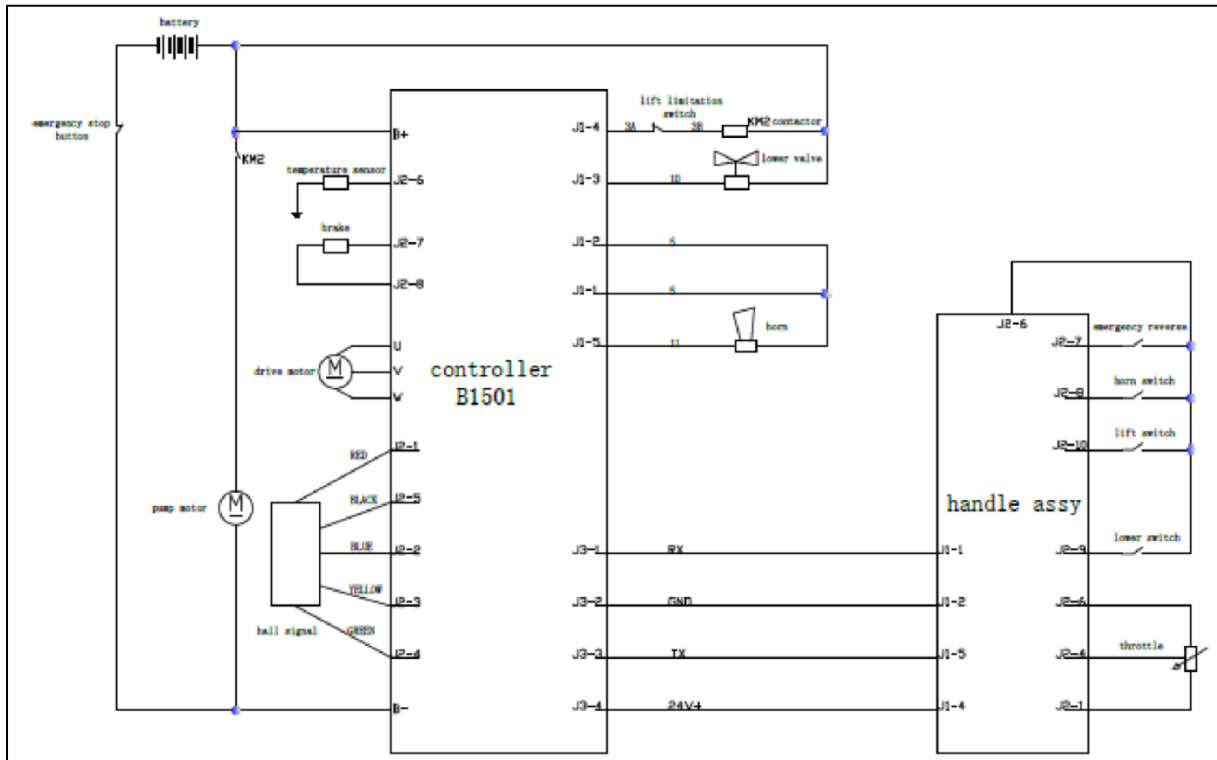 battery
emergency stop
button
KM2
temperature sensor
brake
drive motor
pump motor
hall signal
RED
BLACK
BLUE
YELLOW
GREEN
B+
J2-6
J2-7
J2-8
U
V
W
J2-1
J2-5
J2-2
J2-3
J2-4
B-
M
M
controller
B1501
J1-4
J1-3
J1-2
J1-1
J1-5
J3-1
J3-2
J3-3
J3-4
lift limitation
switch
3A
3B
KM2 contactor
lower valve
10
6
6
11
horn
RX
GND
TX
24V+
J2-6
handle assy
J1-1
J1-2
J1-5
J1-4
J2-7
J2-8
J2-10
J2-9
J2-6
J2-4
J2-1
emergency reverse
horn switch
lift switch
lower switch
throttle